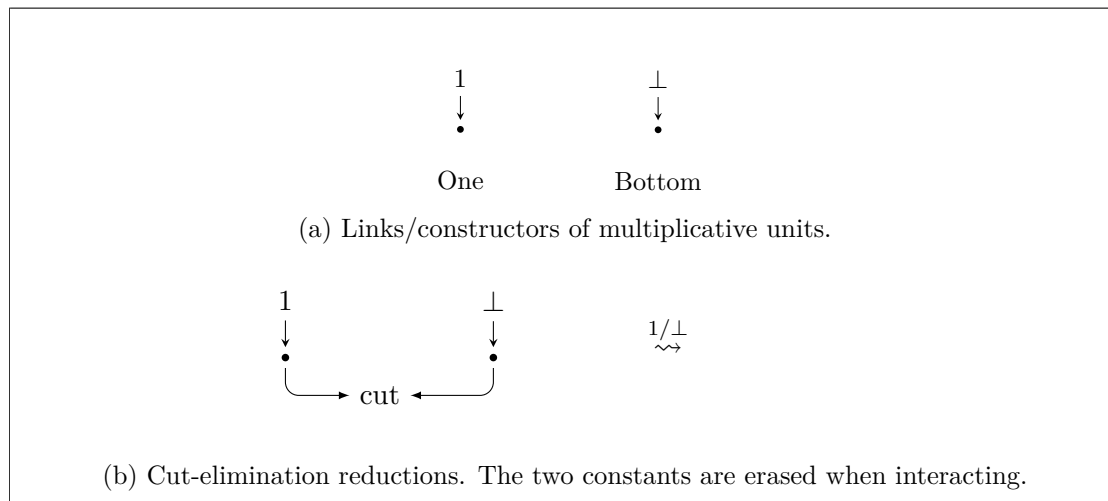 1 ⊥
One Bottom
(a) Links/constructors of multiplicative units.
1 ⊥
1/⊥
cut
(b) Cut-elimination reductions. The two constants are erased when interacting.